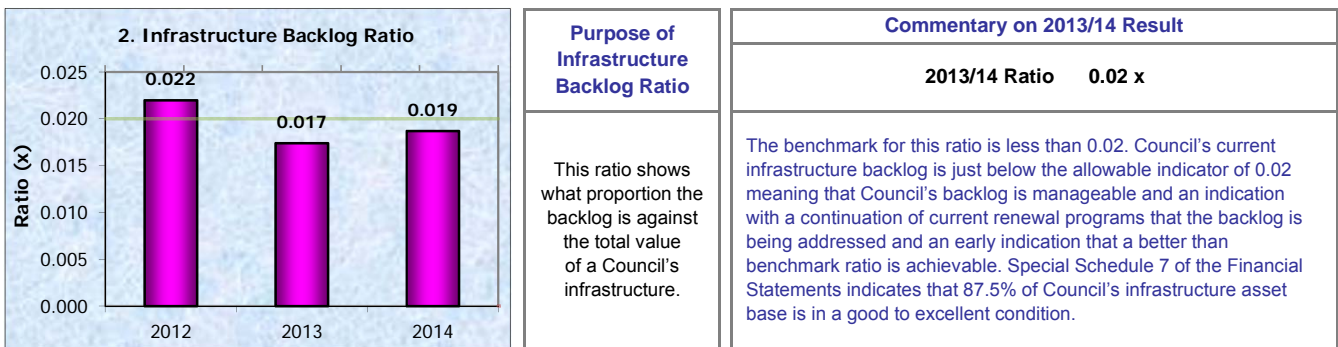 2. Infrastructure Backlog Ratio
0.025
0.020
0.015
0.010
0.005
0.000
Ratio (x)
0.022
0.017
0.019
2012
2013
2014
Purpose of
Infrastructure
Backlog Ratio
This ratio shows
what proportion the
backlog is against
the total value
of a Council's
infrastructure.
Commentary on 2013/14 Result
2013/14 Ratio 0.02 x
The benchmark for this ratio is less than 0.02. Council's current
infrastructure backlog is just below the allowable indicator of 0.02
meaning that Council's backlog is manageable and an indication
with a continuation of current renewal programs that the backlog is
being addressed and an early indication that a better than
benchmark ratio is achievable. Special Schedule 7 of the Financial
Statements indicates that 87.5% of Council's infrastructure asset
base is in a good to excellent condition.